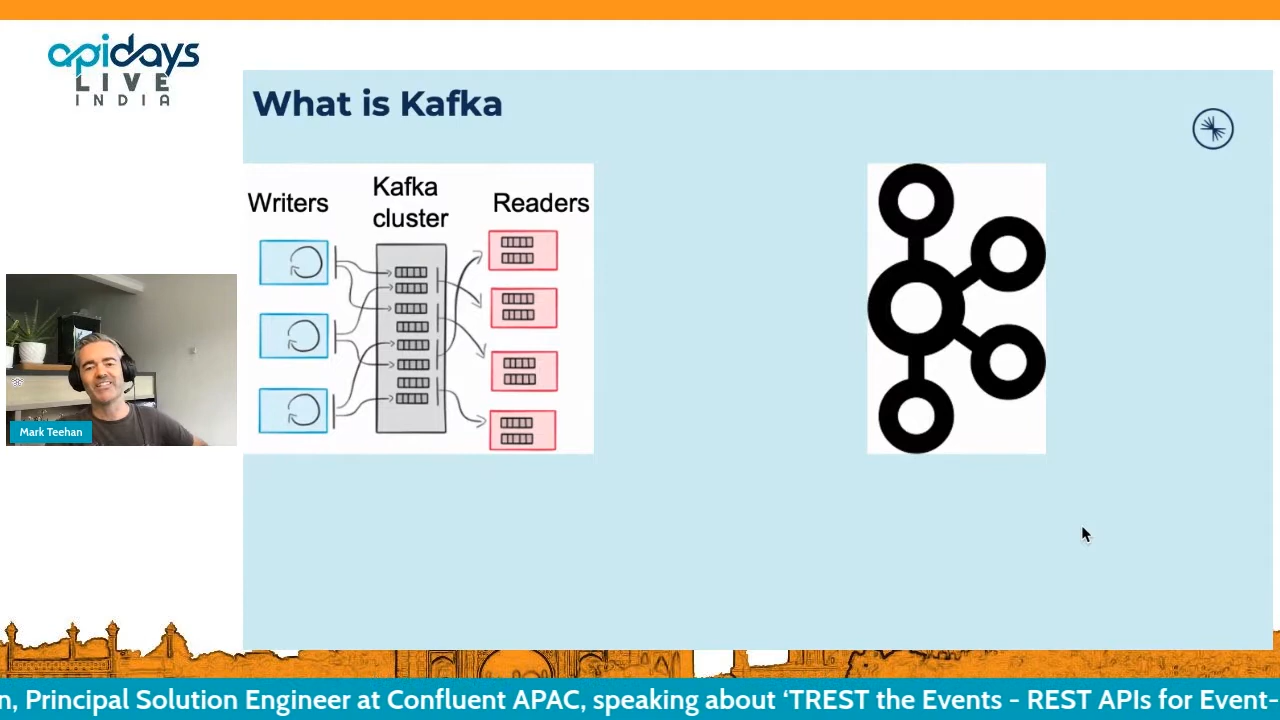 apidays
LIVE
INDIA
What is Kafka
Writers
Kafka
cluster
Readers
Mark Teehan
n, Principal Solution Engineer at Confluent APAC, speaking about ‘TREST the Events - REST APIs for Event-